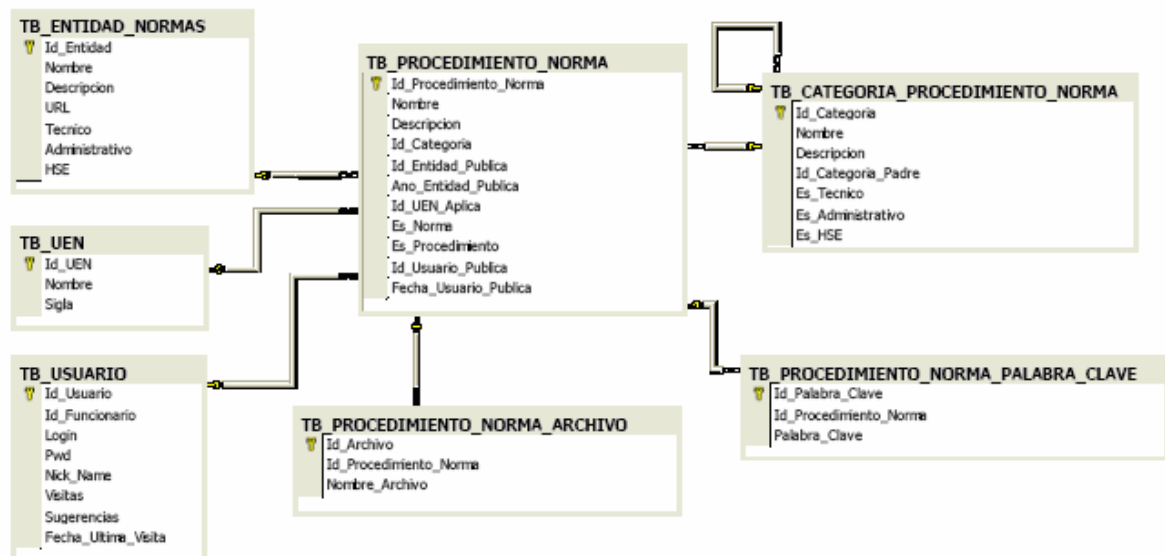 TB_ENTIDAD_NORMAS
Id_Entidad
Nombre
Descripcion
URL
Tecnico
Administrativo
HSE
TB_UEN
Id_UEN
Nombre
Sigla
TB_USUARIO
Id_Usuario
Id_Funcionario
Login
Pwd
Nick_Name
Visitas
Sugerencias
Fecha_Ultima_Visita
TB_PROCEDIMIENTO_NORMA
Id_Procedimiento_Norma
Nombre
Descripcion
Id_Categoria
Id_Entidad_Publica
Ano_Entidad_Publica
Id_UEN_Aplica
Es_Norma
Es_Procedimiento
Id_Usuario_Publica
Fecha_Usuario_Publica
TB_PROCEDIMIENTO_NORMA_ARCHIVO
Id_Archivo
Id_Procedimiento_Norma
Nombre_Archivo
TB_CATEGORIA_PROCEDIMIENTO_NORMA
Id_Categoria
Nombre
Descripcion
Id_Categoria_Padre
Es_Tecnico
Es_Administrativo
Es_HSE
TB_PROCEDIMIENTO_NORMA_PALABRA_CLAVE
Id_Palabra_Clave
Id_Procedimiento_Norma
Palabra_Clave